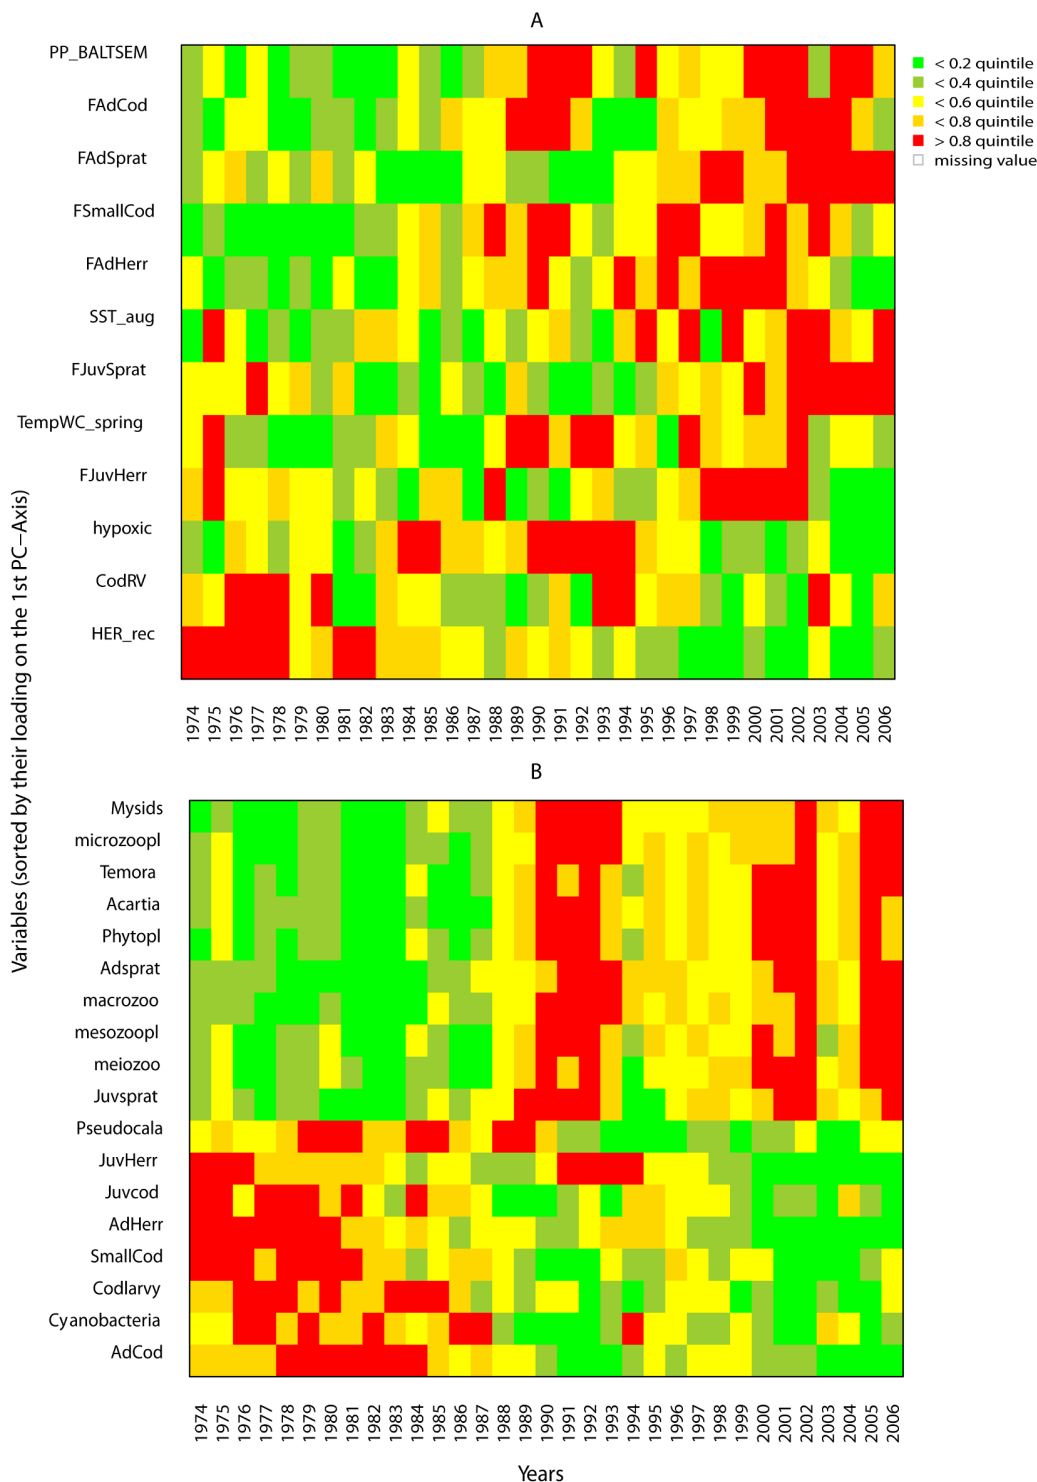 A
PP_BALTSEM
FAdCod
FAdSprat
FSmallCod
FAdHerr
SST_aug
FJuvSprat
TempWC_spring
FJuvHerr
hypoxic
CodRV
HER_rec
< 0.2 quintile
< 0.4 quintile
< 0.6 quintile
< 0.8 quintile
> 0.8 quintile
missing value
1974 1975 1976 1977 1978 1979 1980 1981 1982 1983 1984 1985 1986 1987 1988 1989 1990 1991 1992 1993 1994 1995 1996 1997 1998 1999 2000 2001 2002 2003 2004 2005 2006
Variables (sorted by their loading on the 1st PC–Axis)
B
Mysids
microzoopl
Temora
Acartia
Phytopl
Adsprat
macrozoo
mesozoopl
meiozoo
Juvsprat
Pseudocala
JuvHerr
Juvcod
AdHerr
SmallCod
Codlarvy
Cyanobacteria
AdCod
1974 1975 1976 1977 1978 1979 1980 1981 1982 1983 1984 1985 1986 1987 1988 1989 1990 1991 1992 1993 1994 1995 1996 1997 1998 1999 2000 2001 2002 2003 2004 2005 2006
Years